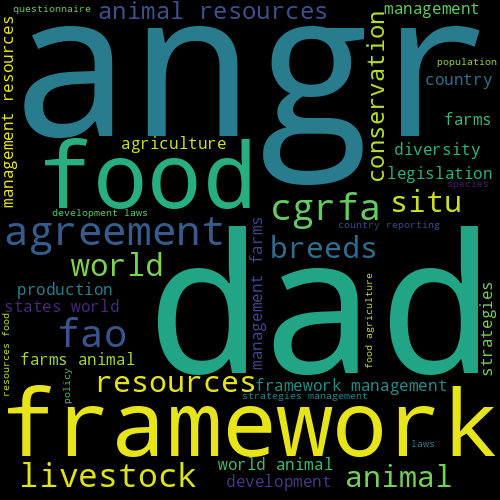 questionnaire
animal resources
management
angr
management resources
conservation
population
country
farms
agriculture
food
diversity
legislation
species
cgrfa
situ
development laws
country reporting
agreement
management farms
breeds
dad
world
production
food agriculture
strategies
states world
fao
resources food
farms animal
policy
resources
framework management
strategies management
framework
laws
livestock
world animal
animal
development